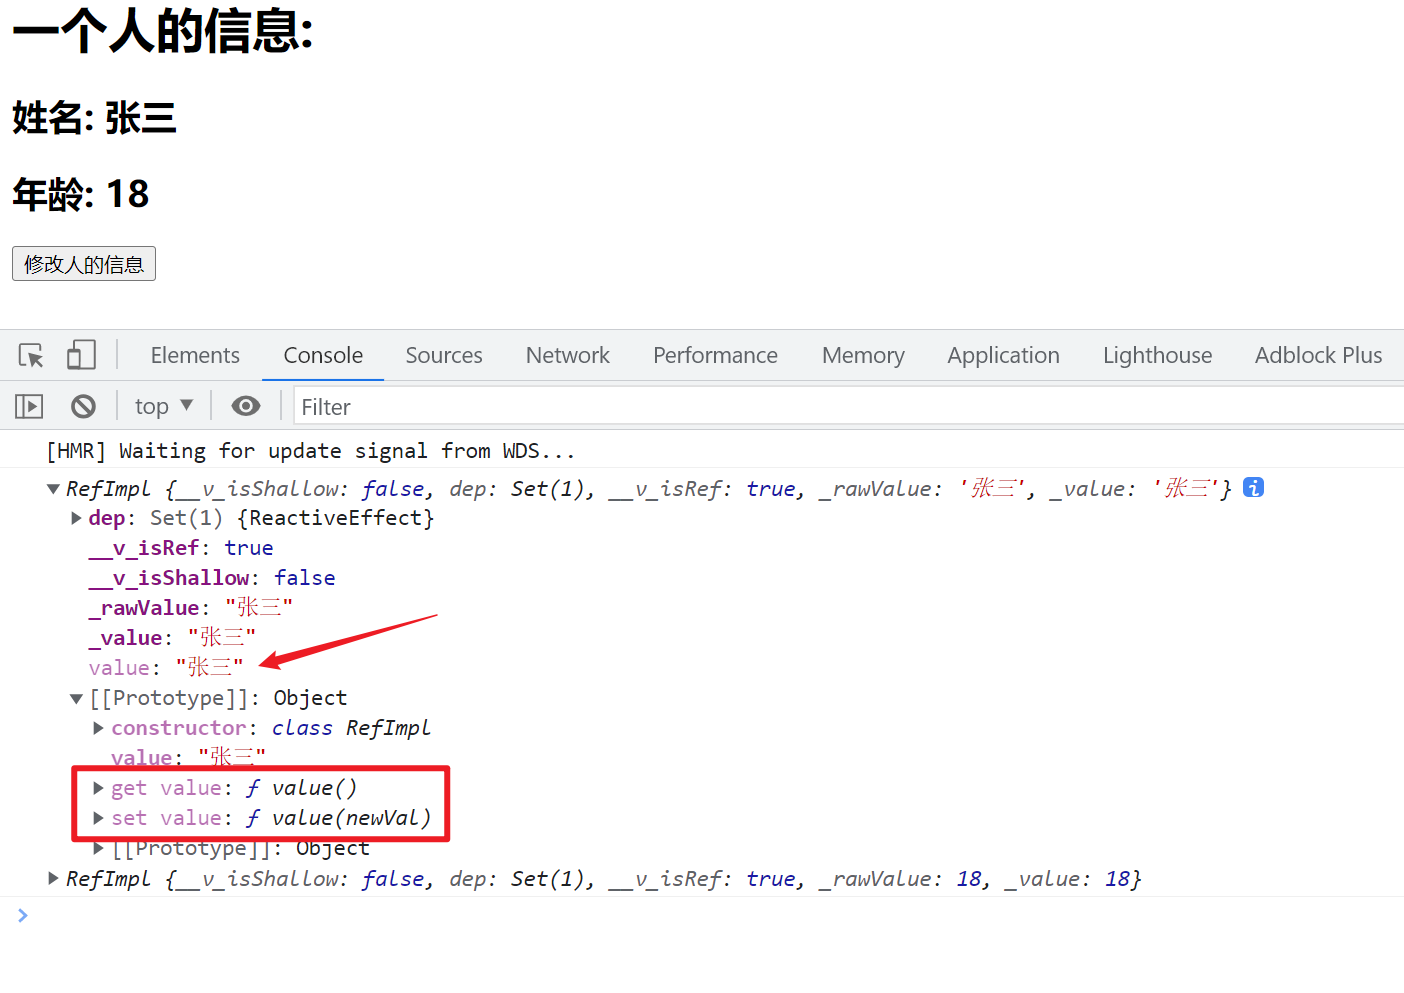 一个人的信息:
姓名: 张三
年龄: 18
修改人的信息
Elements Console Sources Network Performance Memory Application Lighthouse Adblock Plus
top Filter
[HMR] Waiting for update signal from WDS...
RefImpl {__v_isShallow: false, dep: Set(1), __v_isRef: true, _rawValue: '张三', _value: '张三'}
dep: Set(1) {ReactiveEffect}
__v_isRef: true
__v_isShallow: false
_rawValue: "张三"
_value: "张三"
value: "张三"
[[Prototype]]: Object
constructor: class RefImpl
value: "张三"
get value: ƒ value()
set value: ƒ value(newVal)
[[Prototype]]: Object
RefImpl {__v_isShallow: false, dep: Set(1), __v_isRef: true, _rawValue: 18, _value: 18}